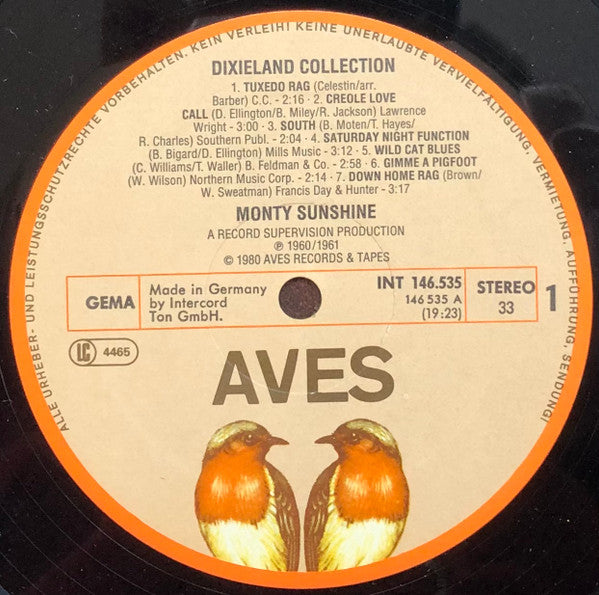 ALLE URHEBER- UND LEISTUNGSSCHUTZRECHTE VORBEHALTEN. KEIN VERLEIH! KEINE UNERLAUBTE VERVIELFÄLTIGUNG, VERMIETUNG, AUFFÜHRUNG, SENDUNG!
DIXIELAND COLLECTION
1. TUXEDO RAG (Celestin/arr.
Barber) C.C. - 2:16 · 2. CREOLE LOVE
CALL (D. Ellington/B. Miley/R. Jackson) Lawrence
Wright - 3:00 · 3. SOUTH (B. Moten/T. Hayes/
R. Charles) Southern Publ. - 2:04 · 4. SATURDAY NIGHT FUNCTION
(B. Bigard/D. Ellington) Mills Music - 3:12 · 5. WILD CAT BLUES
(C. Williams/T. Waller) B. Feldman & Co. - 2:58 · 6. GIMME A PIGFOOT
(W. Wilson) Northern Music Corp. - 2:14 · 7. DOWN HOME RAG (Brown/
W. Sweatman) Francis Day & Hunter - 3:17
MONTY SUNSHINE
A RECORD SUPERVISION PRODUCTION
℗ 1960/1961
© 1980 AVES RECORDS & TAPES
GEMA
Made in Germany
by Intercord
Ton GmbH.
INT 146.535
146 535 A
(19:23)
STEREO
33
1
LC 4465
AVES